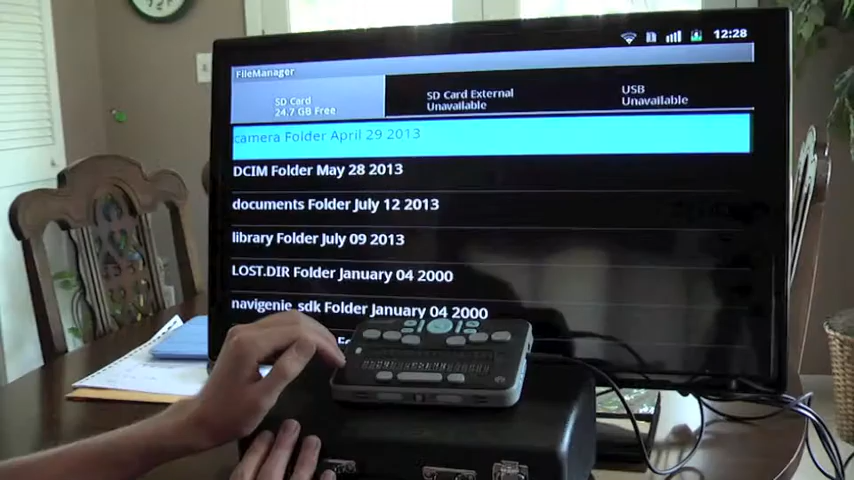 12:28
FileManager
SD Card
24.7 GB Free
SD Card External
Unavailable
USB
Unavailable
camera Folder April 29 2013
DCIM Folder May 28 2013
documents Folder July 12 2013
library Folder July 09 2013
LOST.DIR Folder January 04 2000
navigenie_sdk Folder January 04 2000